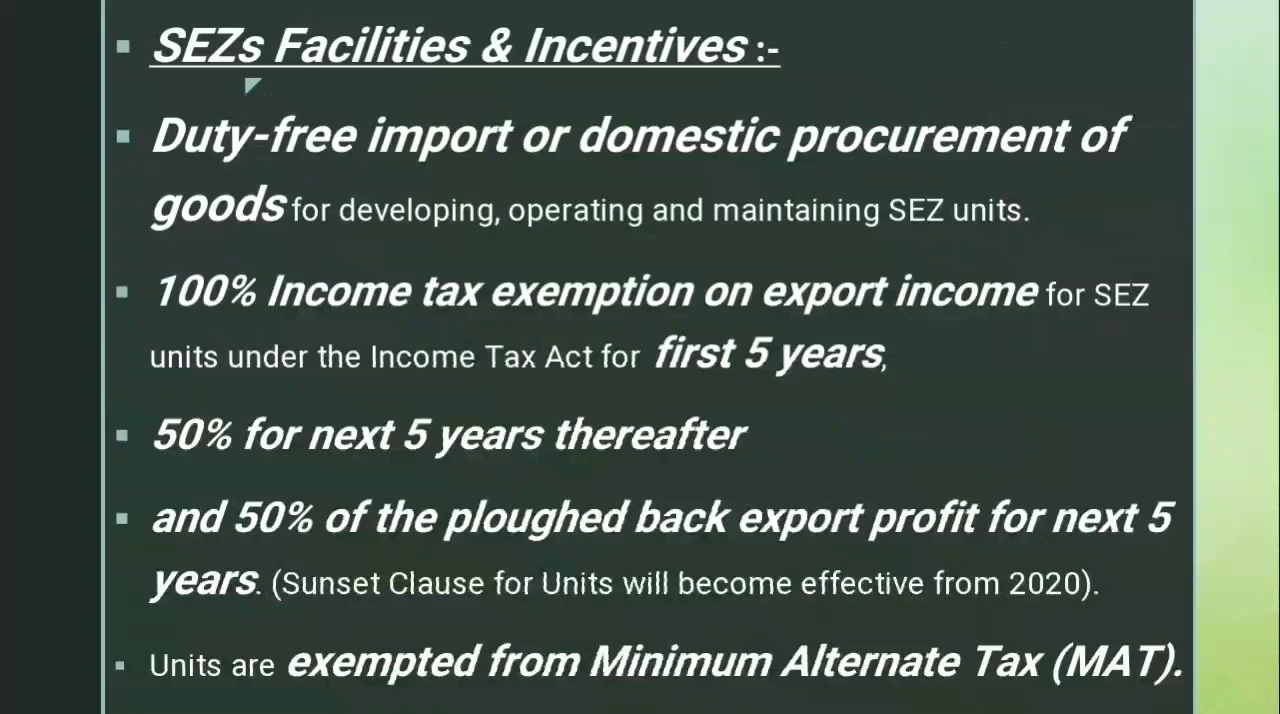 SEZs Facilities & Incentives :-
Duty-free import or domestic procurement of
goods for developing, operating and maintaining SEZ units.
100% Income tax exemption on export income for SEZ
units under the Income Tax Act for first 5 years,
50% for next 5 years thereafter
and 50% of the ploughed back export profit for next 5
years. (Sunset Clause for Units will become effective from 2020).
Units are exempted from Minimum Alternate Tax (MAT).